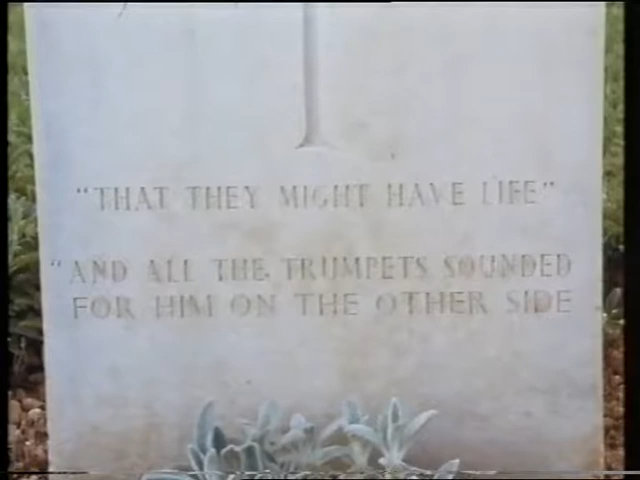 "THAT THEY MIGHT HAVE LIFE"
"AND ALL THE TRUMPETS SOUNDED
FOR HIM ON THE OTHER SIDE